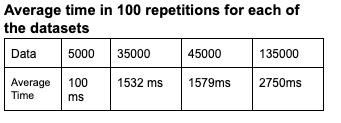 Average time in 100 repetitions for each of
the datasets
Data 5000 35000 45000 135000
Average 100 1532 ms 1579ms 2750ms
Time ms